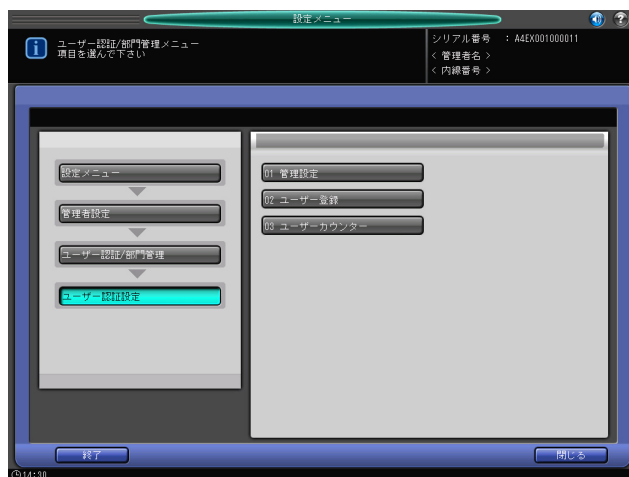 設定メニュー
ユーザー認証/部門管理メニュー
項目を選んで下さい
シリアル番号 : A4EX001000011
< 管理者名 >
< 内線番号 >
設定メニュー
管理者設定
ユーザー認証/部門管理
ユーザー認証設定
01 管理設定
02 ユーザー登録
03 ユーザーカウンター
終了
閉じる
14:30